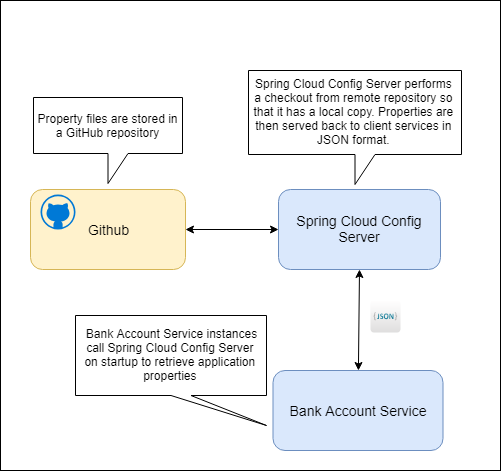 Spring Cloud Config Server performs
a checkout from remote repository so
that it has a local copy. Properties are
then served back to client services in
JSON format.
Property files are stored in
a GitHub repository
Github
Spring Cloud Config
Server
{JSON}
Bank Account Service instances
call Spring Cloud Config Server
on startup to retrieve application
properties
Bank Account Service